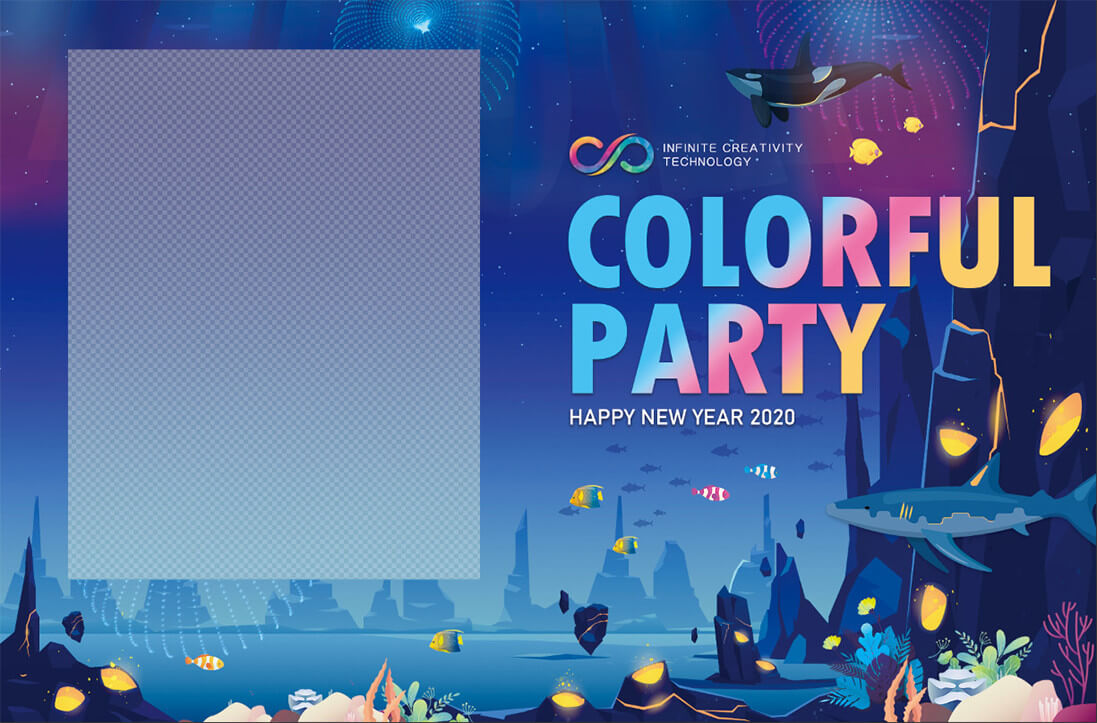 INFINITE CREATIVITY
TECHNOLOGY
COLORFUL
PARTY
HAPPY NEW YEAR 2020